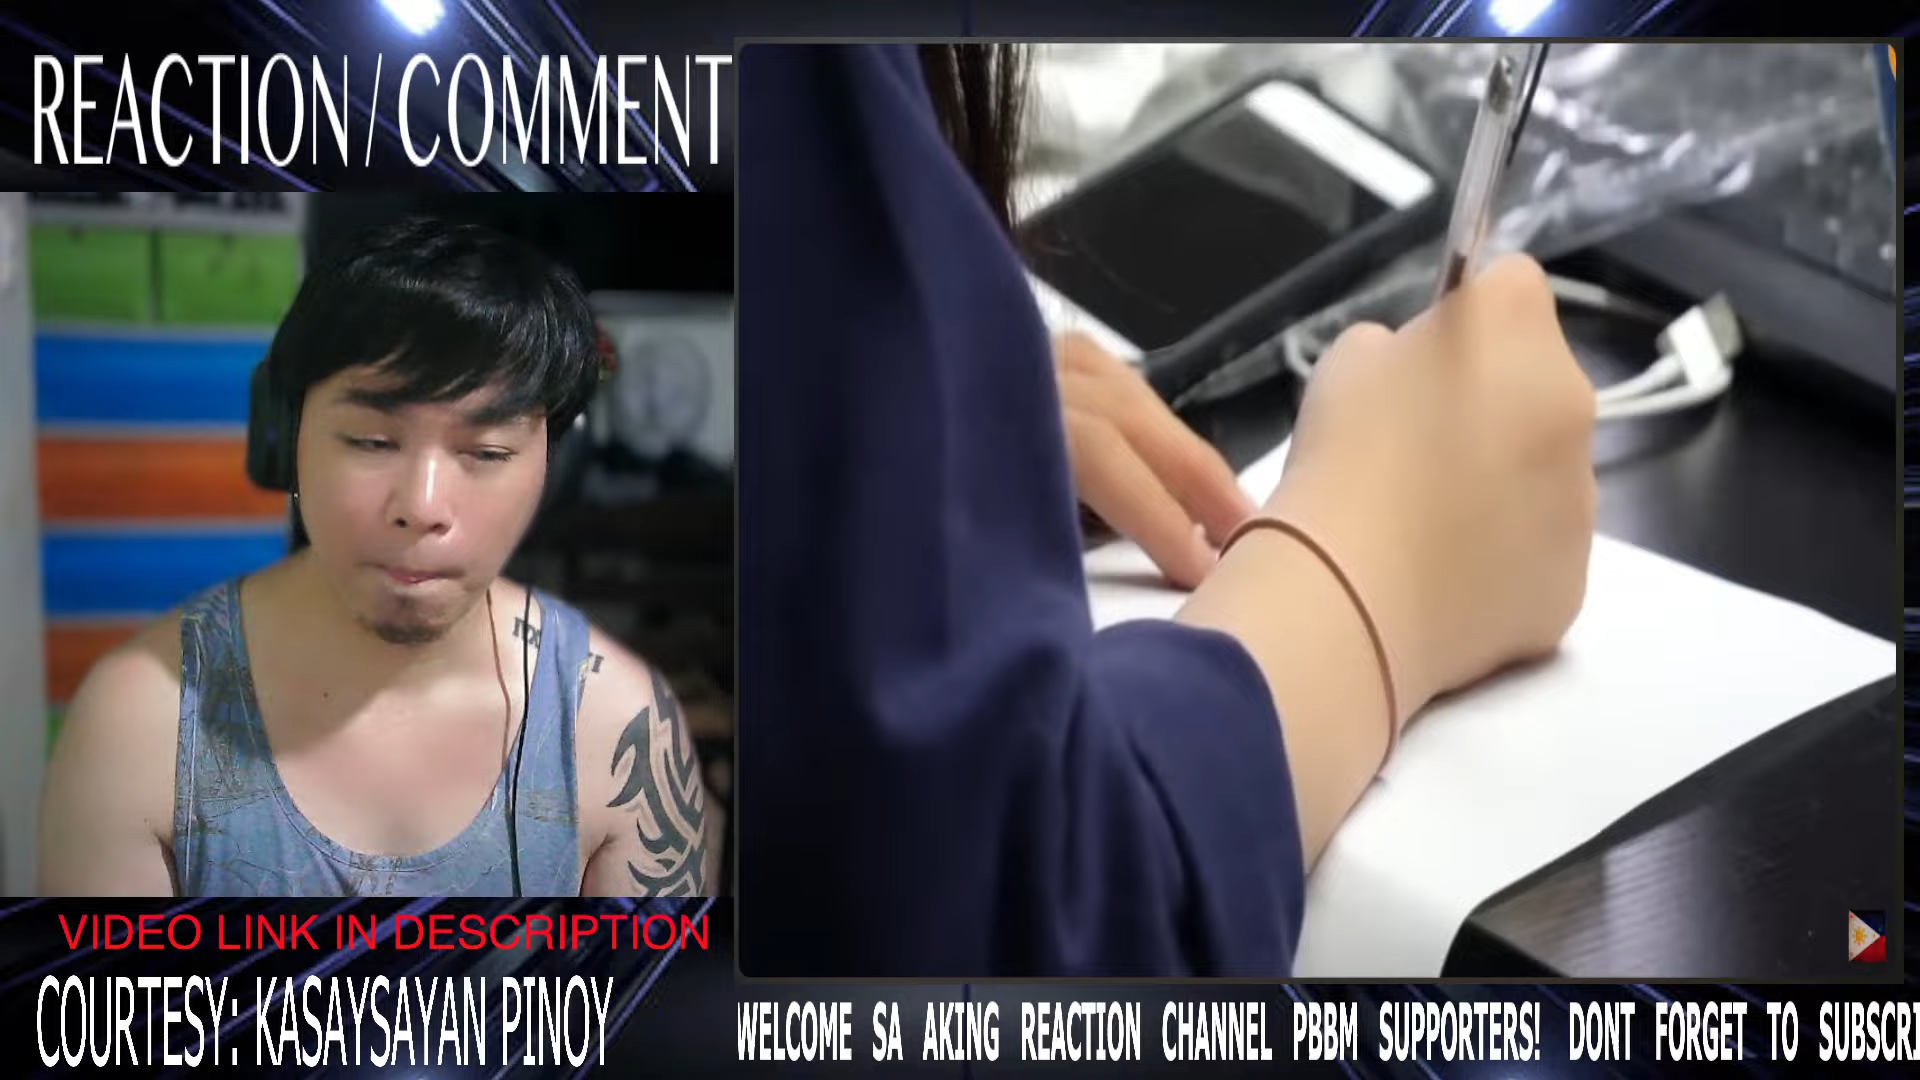 REACTION/COMMENT
VIDEO LINK IN DESCRIPTION
COURTESY: KASAYSAYAN PINOY
WELCOME SA AKING REACTION CHANNEL PBBM SUPPORTERS! DONT FORGET TO SUBSCRI